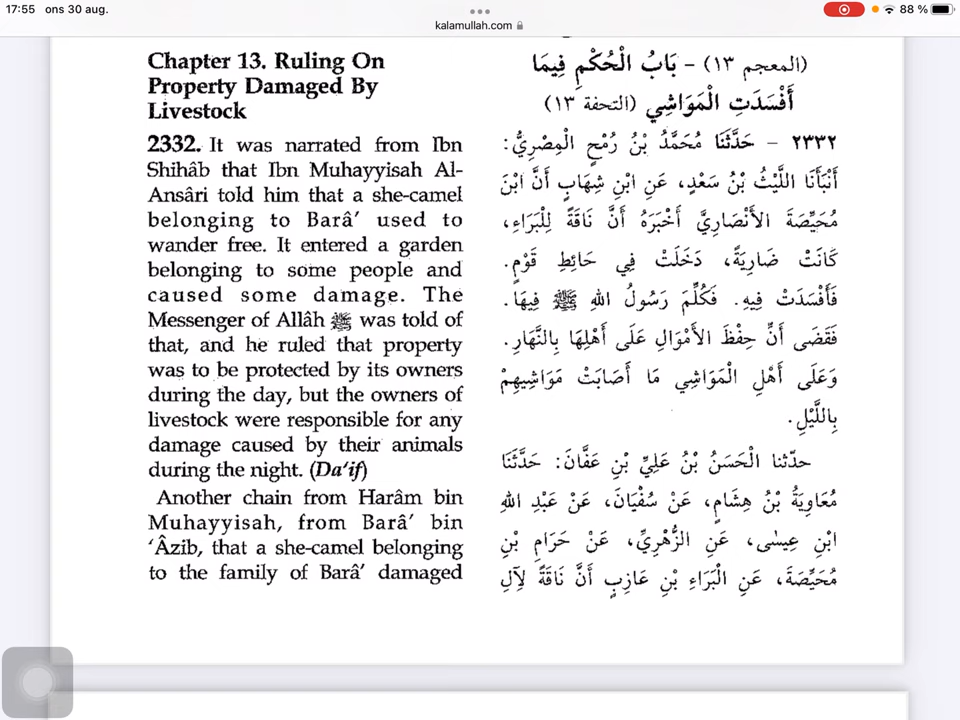 17:55 ons 30 aug.
88 %
kalamullah.com
Chapter 13. Ruling On
Property Damaged By
Livestock
2332. It was narrated from Ibn
Shihâb that Ibn Muhayyisah Al-
Ansâri told him that a she-camel
belonging to Barâ’ used to
wander free. It entered a garden
belonging to some people and
caused some damage. The
Messenger of Allâh ﷺ was told of
that, and he ruled that property
was to be protected by its owners
during the day, but the owners of
livestock were responsible for any
damage caused by their animals
during the night. (Da‘if)
Another chain from Harâm bin
Muhayyisah, from Barâ’ bin
‘Âzib, that a she-camel belonging
to the family of Barâ’ damaged
(المعجم ١٣) - بَابُ الْحُكْمِ فِيمَا
أَفْسَدَتِ الْمَوَاشِي (التحفة ١٣)
٢٣٣٢ - حَدَّثَنَا مُحَمَّدُ بْنُ رُمْحٍ الْمِصْرِيُّ:
أَنْبَأَنَا اللَّيْثُ بْنُ سَعْدٍ، عَنِ ابْنِ شِهَابٍ أَنَّ ابْنَ
مُحَيِّصَةَ الأَنْصَارِيَّ أَخْبَرَهُ أَنَّ نَاقَةً لِلْبَرَاءِ،
كَانَتْ ضَارِيَةً، دَخَلَتْ فِي حَائِطِ قَوْمٍ.
فَأَفْسَدَتْ فِيهِ. فَكُلِّمَ رَسُولُ اللهِ ﷺ فِيهَا.
فَقَضَى أَنَّ حِفْظَ الأَمْوَالِ عَلَى أَهْلِهَا بِالنَّهَارِ.
وَعَلَى أَهْلِ الْمَوَاشِي مَا أَصَابَتْ مَوَاشِيهِمْ
بِاللَّيْلِ.
حدّثنا الْحَسَنُ بْنُ عَلِيِّ بْنِ عَفَّانَ: حَدَّثَنَا
مُعَاوِيَةُ بْنُ هِشَامٍ، عَنْ سُفْيَانَ، عَنْ عَبْدِ اللهِ
ابْنِ عِيسٰى، عَنِ الزُّهْرِيِّ، عَنْ حَرَامِ بْنِ
مُحَيِّصَةَ، عَنِ الْبَرَاءِ بْنِ عَازِبٍ أَنَّ نَاقَةً لِآلِ